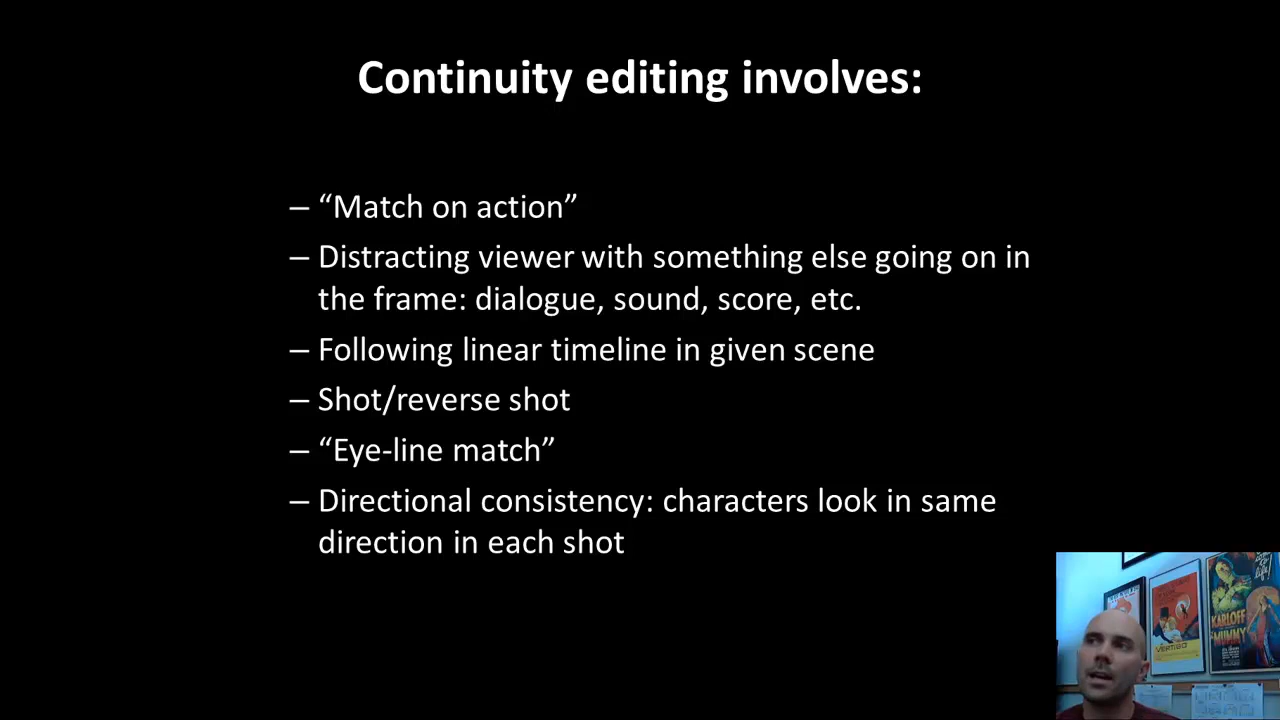 Continuity editing involves:
– “Match on action”
– Distracting viewer with something else going on in
the frame: dialogue, sound, score, etc.
– Following linear timeline in given scene
– Shot/reverse shot
– “Eye-line match”
– Directional consistency: characters look in same
direction in each shot
to life!
KARLOFF
MUMMY
VERTIGO